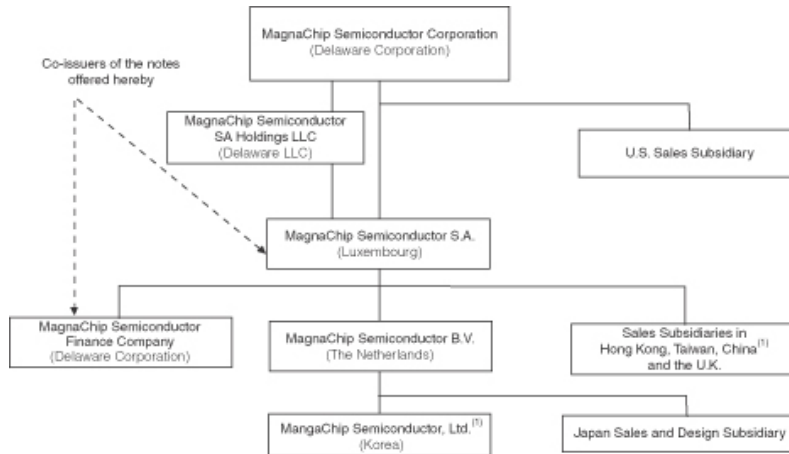 MagnaChip Semiconductor Corporation
(Delaware Corporation)
Co-issuers of the notes
offered hereby
MagnaChip Semiconductor
SA Holdings LLC
(Delaware LLC)
U.S. Sales Subsidiary
MagnaChip Semiconductor S.A.
(Luxembourg)
MagnaChip Semiconductor
Finance Company
(Delaware Corporation)
MagnaChip Semiconductor B.V.
(The Netherlands)
Sales Subsidiaries in
Hong Kong, Taiwan, China(1)
and the U.K.
MangaChip Semiconductor, Ltd.(1)
(Korea)
Japan Sales and Design Subsidiary